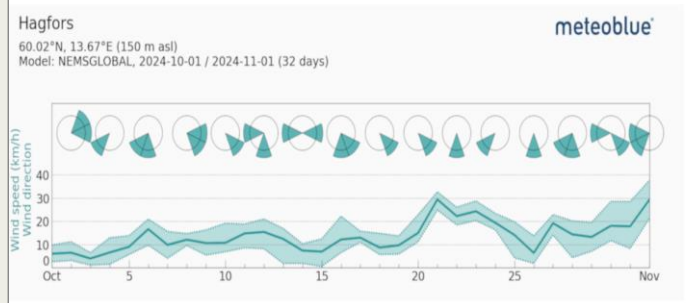 Hagfors
meteoblue
60.02°N, 13.67°E (150 m asl)
Model: NEMSGLOBAL, 2024-10-01 / 2024-11-01 (32 days)
Wind speed (km/h)
Wind direction
40
30
20
10
0
Oct 5 10 15 20 25 Nov